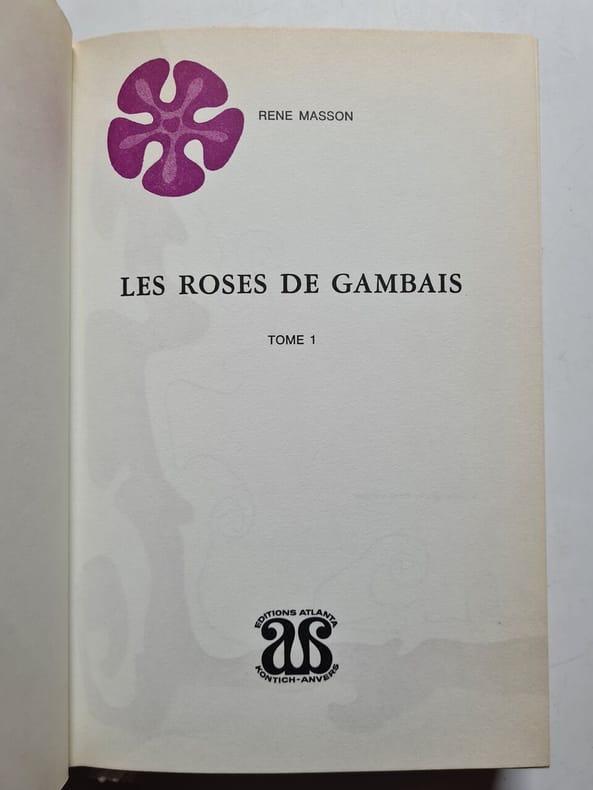 RENE MASSON
LES ROSES DE GAMBAIS
TOME 1
EDITIONS ATLANTA
KONTICH-ANVERS